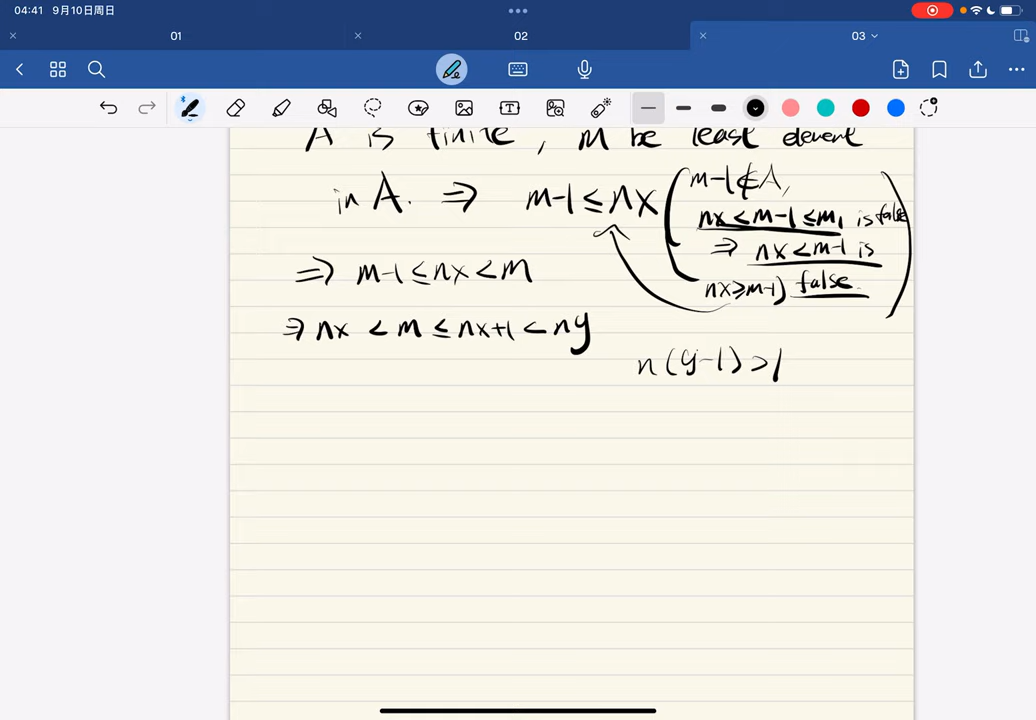 04:41 9月10日周日
01
02
03
A is finite, m be least element
in A. ⇒ m-1 ≤ nx
(m-1 ∉ A,
nx < m-1 ≤ m₁ is false
⇒ nx < m-1 is
false.
nx ≥ m-1)
⇒ m-1 ≤ nx < m
⇒ nx < m ≤ nx+1 < ny
n(y-1) > 1